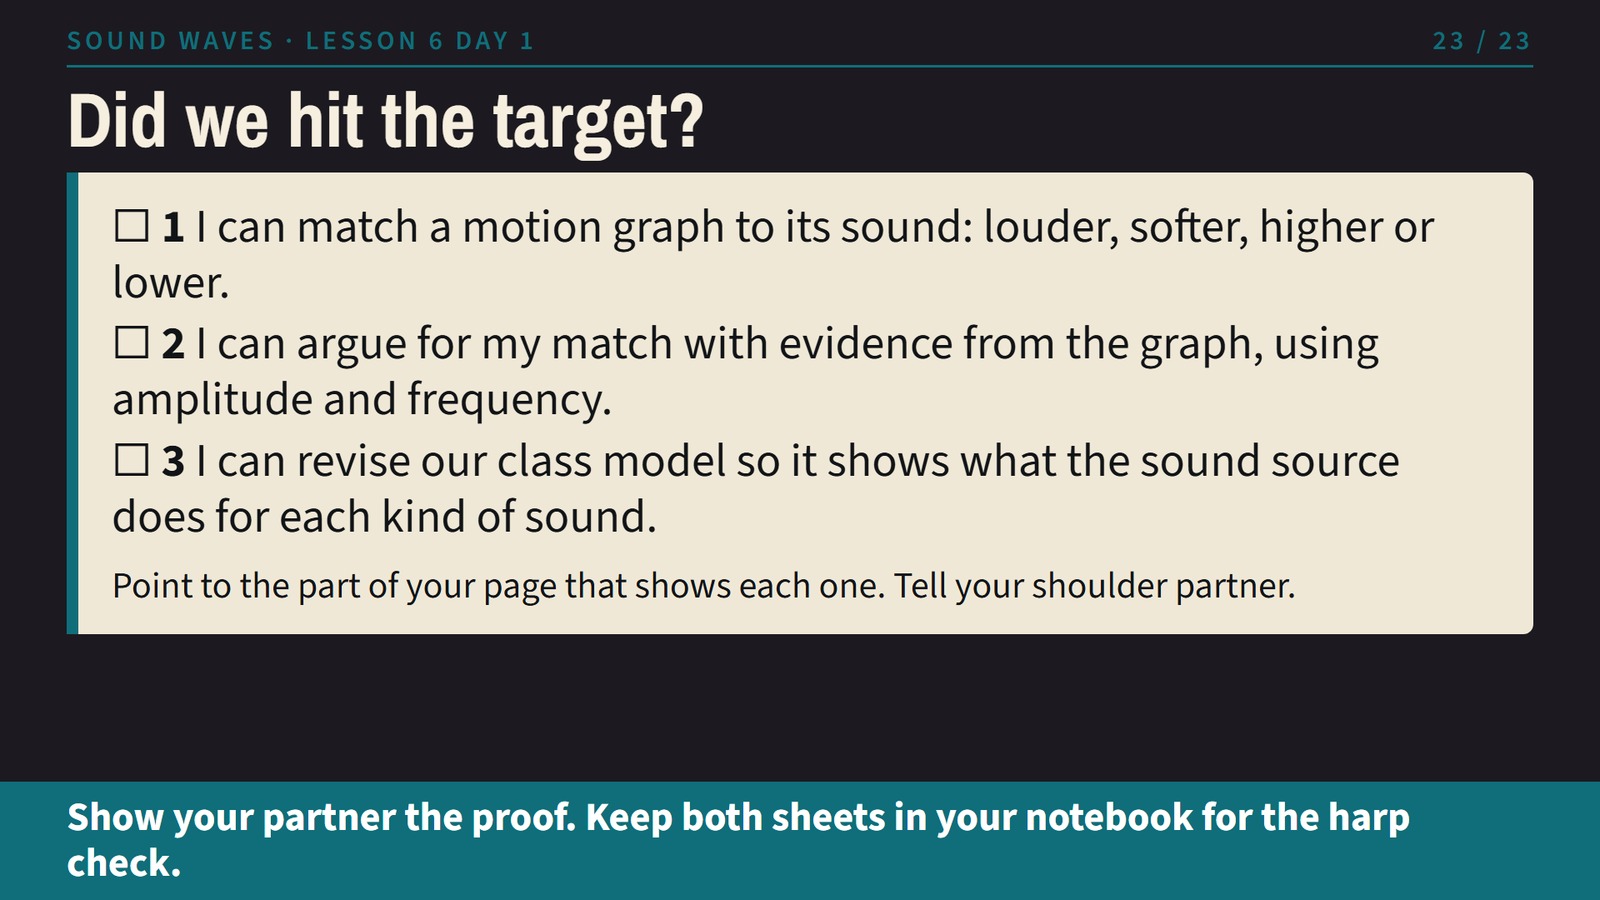 SOUND WAVES · LESSON 6 DAY 1
23 / 23
Did we hit the target?
☐ 1 I can match a motion graph to its sound: louder, softer, higher or
lower.
☐ 2 I can argue for my match with evidence from the graph, using
amplitude and frequency.
☐ 3 I can revise our class model so it shows what the sound source
does for each kind of sound.
Point to the part of your page that shows each one. Tell your shoulder partner.
Show your partner the proof. Keep both sheets in your notebook for the harp
check.